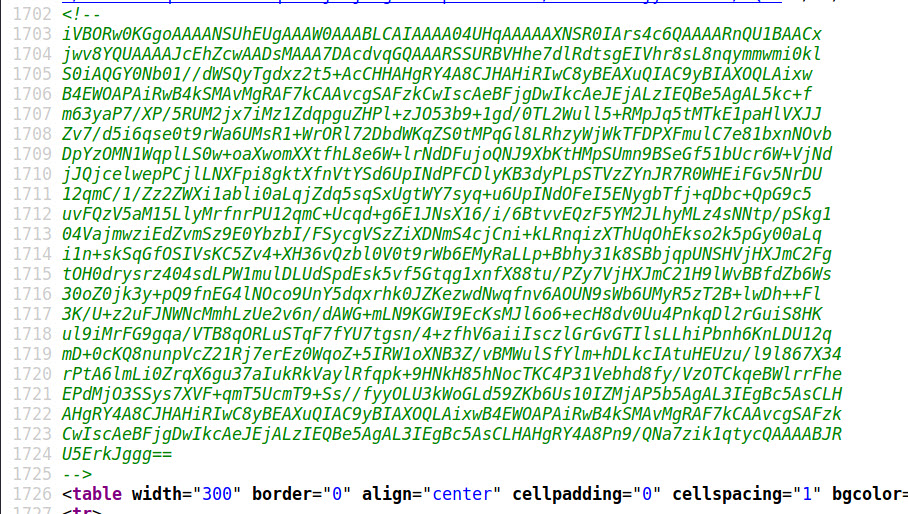 1702 <!--
1703 iVBORw0KGgoAAAANSUhEUgAAAW0AAABLCAIAAAA04UHqAAAAAXNSR0IArs4c6QAAAARnQU1BAACx
1704 jwv8YQUAAAAJcEhZcwAADsMAAA7DAcdvqGQAAARSSURBVHhe7dlRdtsgEIVhr8sL8nqymmwmi0kl
1705 S0iAQGY0Nb01//dWSQyTgdxz2t5+AcCHHAHgRY4A8CJHAHiRIwC8yBEAXuQIAC9yBIAXOQLAixw
1706 B4EWOAPAiRwB4kSMAvMgRAF7kCAAvcgSAFzkCwIscAeBFjgDwIkcAeJEjALzIEQBe5AgAL5kc+f
1707 m63yaP7/XP/5RUM2jx7iMz1ZdqpguZHPl+zJO53b9+1gd/0TL2Wull5+RMpJq5tMTkE1paHlVXJJ
1708 Zv7/d5i6qse0t9rWa6UMsR1+WrORl72DbdWKqZS0tMPqGl8LRhzyWjWkTFDPXFmulC7e81bxnNOvb
1709 DpYzOMN1WqplLS0w+oaXwomXXtfhL8e6W+lrNdDFujoQNJ9XbKtHMpSUmn9BSeGf51bUcr6W+VjNd
1710 jJQjcelwepPCjlLNXFpi8gktXfnVtYSd6UpINdPFCDlyKB3dyPLpSTVzZYnJR7R0WHEiFGv5NrDU
1711 12qmC/1/Zz2ZWXi1abli0aLqjZdq5sqSxUgtWY7syq+u6UpINdOFeI5ENygbTfj+qDbc+QpG9c5
1712 uvFQzV5aM15LlyMrfnrPU12qmC+Ucqd+g6E1JNsX16/i/6BtvvEQzF5YM2JLhyMLz4sNNtp/pSkg1
1713 04VajmwziEdZvmSz9E0YbzbI/FSycgVSzZiXDNmS4cjCni+kLRnqizXThUqOhEkso2k5pGy00aLq
1714 i1n+skSQGfOSIVsKC5Zv4+XH36vQzbl0V0t9rWb6EMyRaLLp+Bbhy31k8SBbjqpUNSHVjHXJmC2Fg
1715 tOH0drysrz404sdLPW1mulDLUdSpdEsk5vf5Gtqg1xnfX88tu/PZy7VjHXJmC21H9lWvBBfdZb6Ws
1716 30oZ0jk3y+pQ9fnEG4lNOco9UnY5dqxrhk0JZKezwdNwqfnv6AOUN9sWb6UMyR5zT2B+lwDh++Fl
1717 3K/U+z2uFJNWNcMmhLzUe2v6n/dAWG+mLN9KGWI9EcKsMJl6o6+ecH8dv0Uu4PnkqDl2rGuiS8HK
1718 ul9iMrFG9gqa/VTB8qORLuSTqF7fYU7tgsn/4+zfhV6aiiIsczlGrGvGTIlsLLhiPbnh6KnLDU12q
1719 mD+0cKQ8nunpVcZ21Rj7erEz0WqoZ+5IRW1oXNB3Z/vBMWulSfYlm+hDLkcIAtuHEUzu/l9l867X34
1720 rPtA6lmLi0ZrqX6gu37aIukRkVaylRfqpk+9HNkH85hNocTKC4P31Vebhd8fy/VzOTCkqeBWlrrFhe
1721 EPdMjO3SSys7XVF+qmT5UcmT9+Ss//fyyOLU3kWoGLd59ZKb6Us10IZMjAP5b5AgAL3IEgBc5AsCLH
1722 AHgRY4A8CJHAHiRIwC8yBEAXuQIAC9yBIAXOQLAixwB4EWOAPAiRwB4kSMAvMgRAF7kCAAvcgSAFzk
1723 CwIscAeBFjgDwIkcAeJEjALzIEQBe5AgAL3IEgBc5AsCLHAHgRY4A8Pn9/QNa7zik1qtycQAAAABJR
1724 U5ErkJggg==
1725 -->
1726 <table width="300" border="0" align="center" cellpadding="0" cellspacing="1" bgcolor=
1727 <tr>